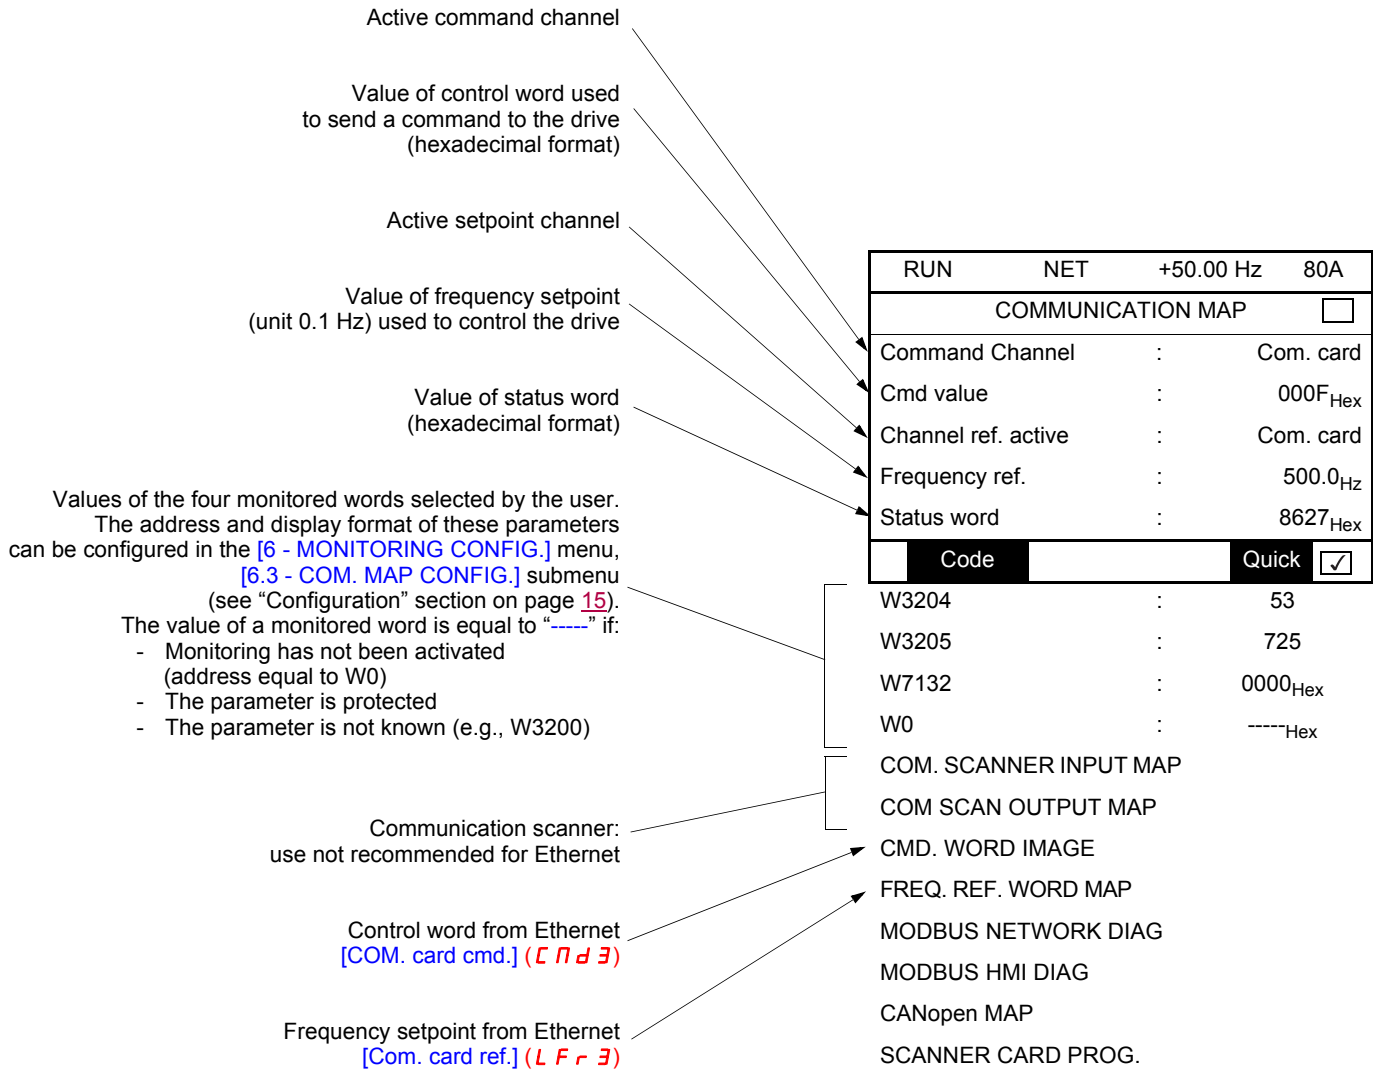 Active command channel
Value of control word used
to send a command to the drive
(hexadecimal format)
Active setpoint channel
Value of frequency setpoint
(unit 0.1 Hz) used to control the drive
Value of status word
(hexadecimal format)
Values of the four monitored words selected by the user.
The address and display format of these parameters
can be configured in the [6 - MONITORING CONFIG.] menu,
[6.3 - COM. MAP CONFIG.] submenu
(see “Configuration” section on page 15).
The value of a monitored word is equal to “-----” if:
- Monitoring has not been activated
(address equal to W0)
- The parameter is protected
- The parameter is not known (e.g., W3200)
Communication scanner:
use not recommended for Ethernet
Control word from Ethernet
[COM. card cmd.] (CMd3)
Frequency setpoint from Ethernet
[Com. card ref.] (LFr3)
RUN NET +50.00 Hz 80A
COMMUNICATION MAP
Command Channel : Com. card
Cmd value : 000FHex
Channel ref. active : Com. card
Frequency ref. : 500.0Hz
Status word : 8627Hex
Code Quick ✓
W3204 : 53
W3205 : 725
W7132 : 0000Hex
W0 : -----Hex
COM. SCANNER INPUT MAP
COM SCAN OUTPUT MAP
CMD. WORD IMAGE
FREQ. REF. WORD MAP
MODBUS NETWORK DIAG
MODBUS HMI DIAG
CANopen MAP
SCANNER CARD PROG.